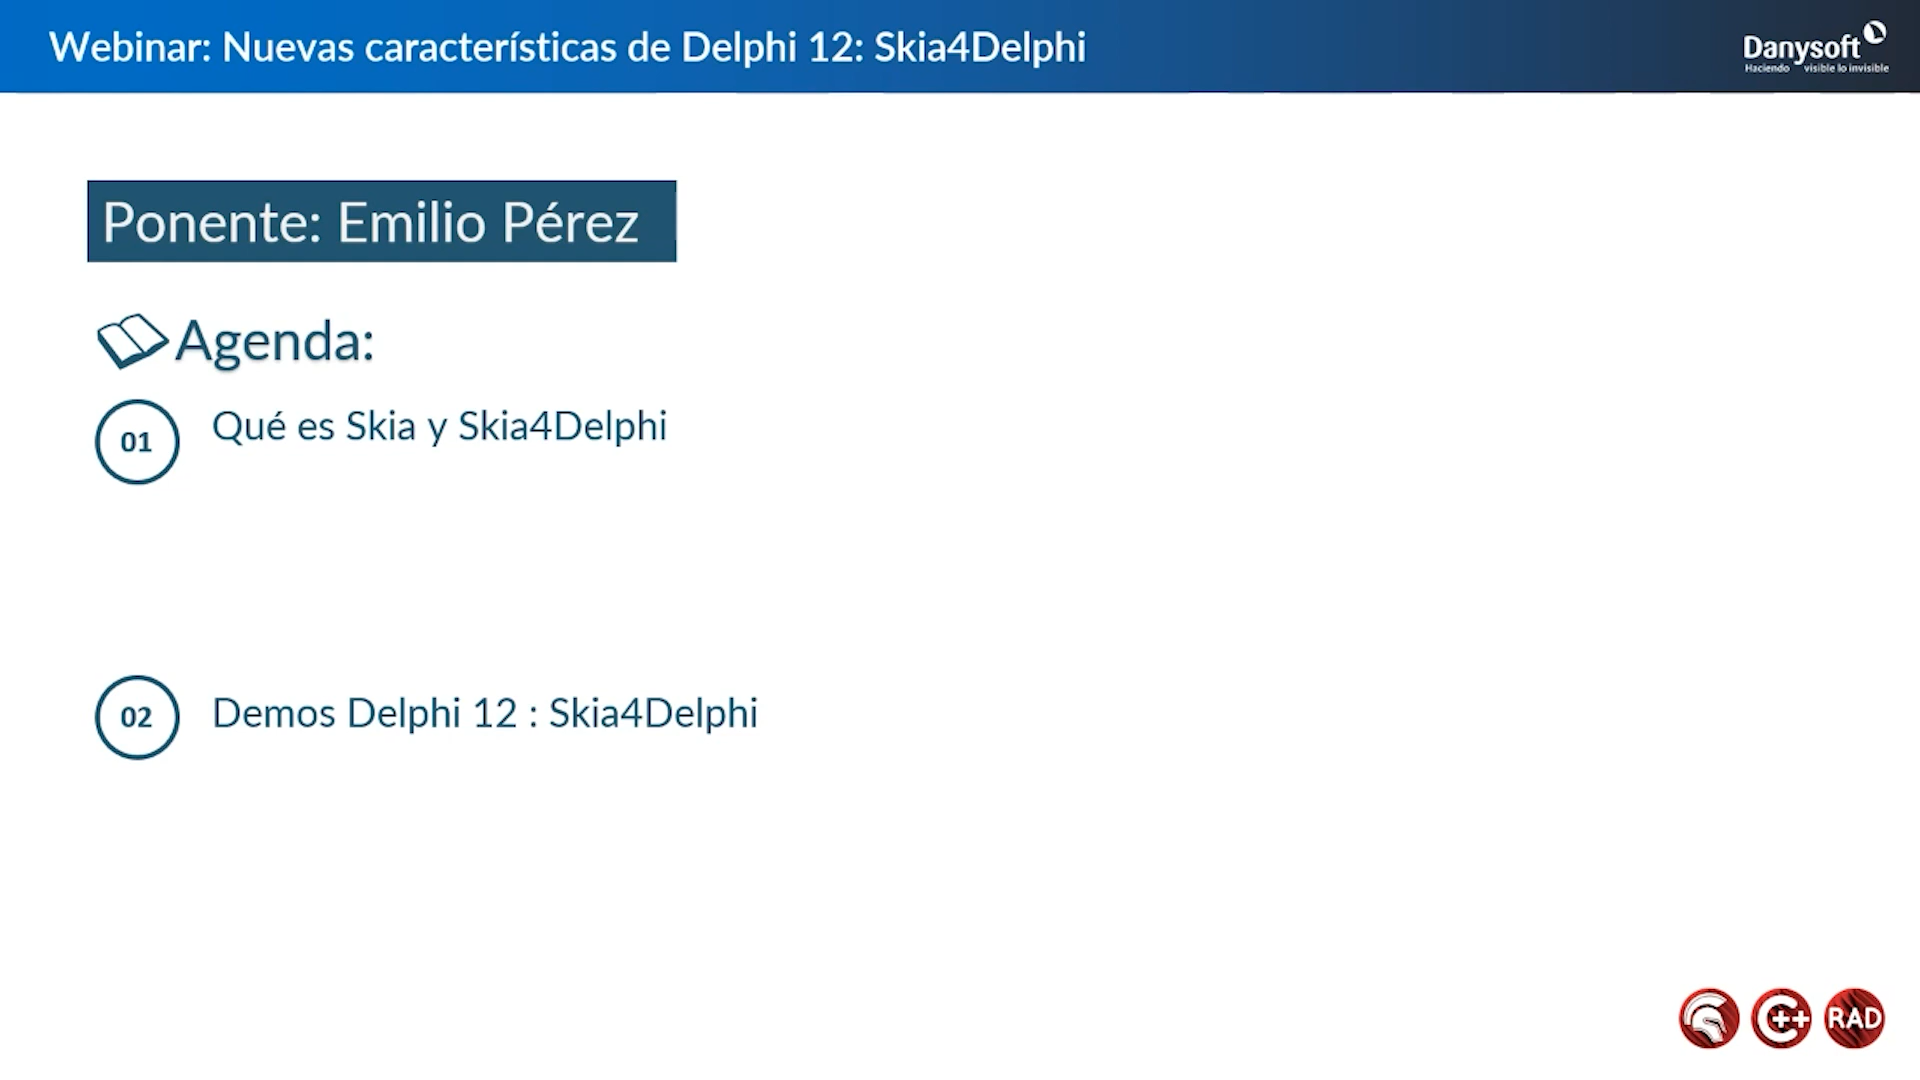 Webinar: Nuevas características de Delphi 12: Skia4Delphi
Danysoft
Haciendo visible lo invisible
Ponente: Emilio Pérez
Agenda:
01 Qué es Skia y Skia4Delphi
02 Demos Delphi 12 : Skia4Delphi
C++ RAD